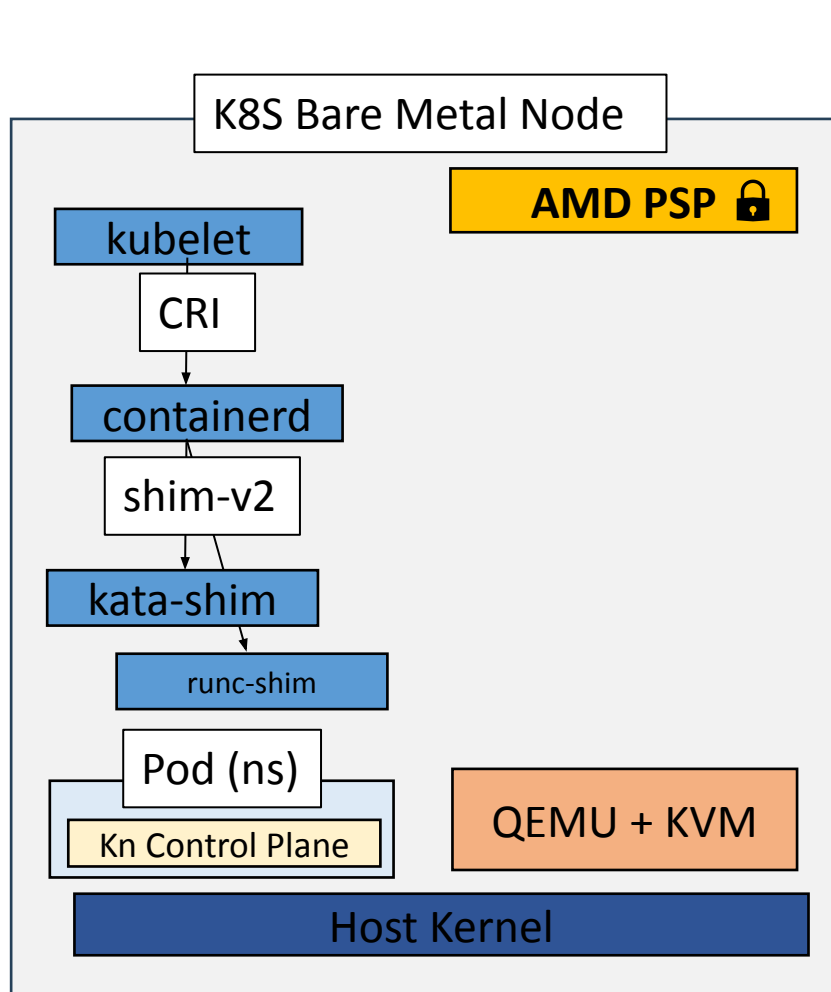 K8S Bare Metal Node
AMD PSP
kubelet
CRI
containerd
shim-v2
kata-shim
runc-shim
Pod (ns)
Kn Control Plane
QEMU + KVM
Host Kernel